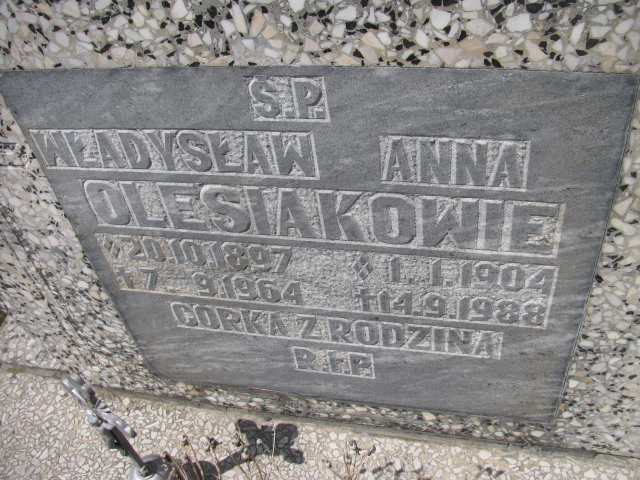 Ś.P.
WŁADYSŁAW ANNA
OLESIAKOWIE
20.10.1897 1. 1.1904
†7. 9.1964 †14.9.1988
CÓRKA Z RODZINĄ
R.I.P.